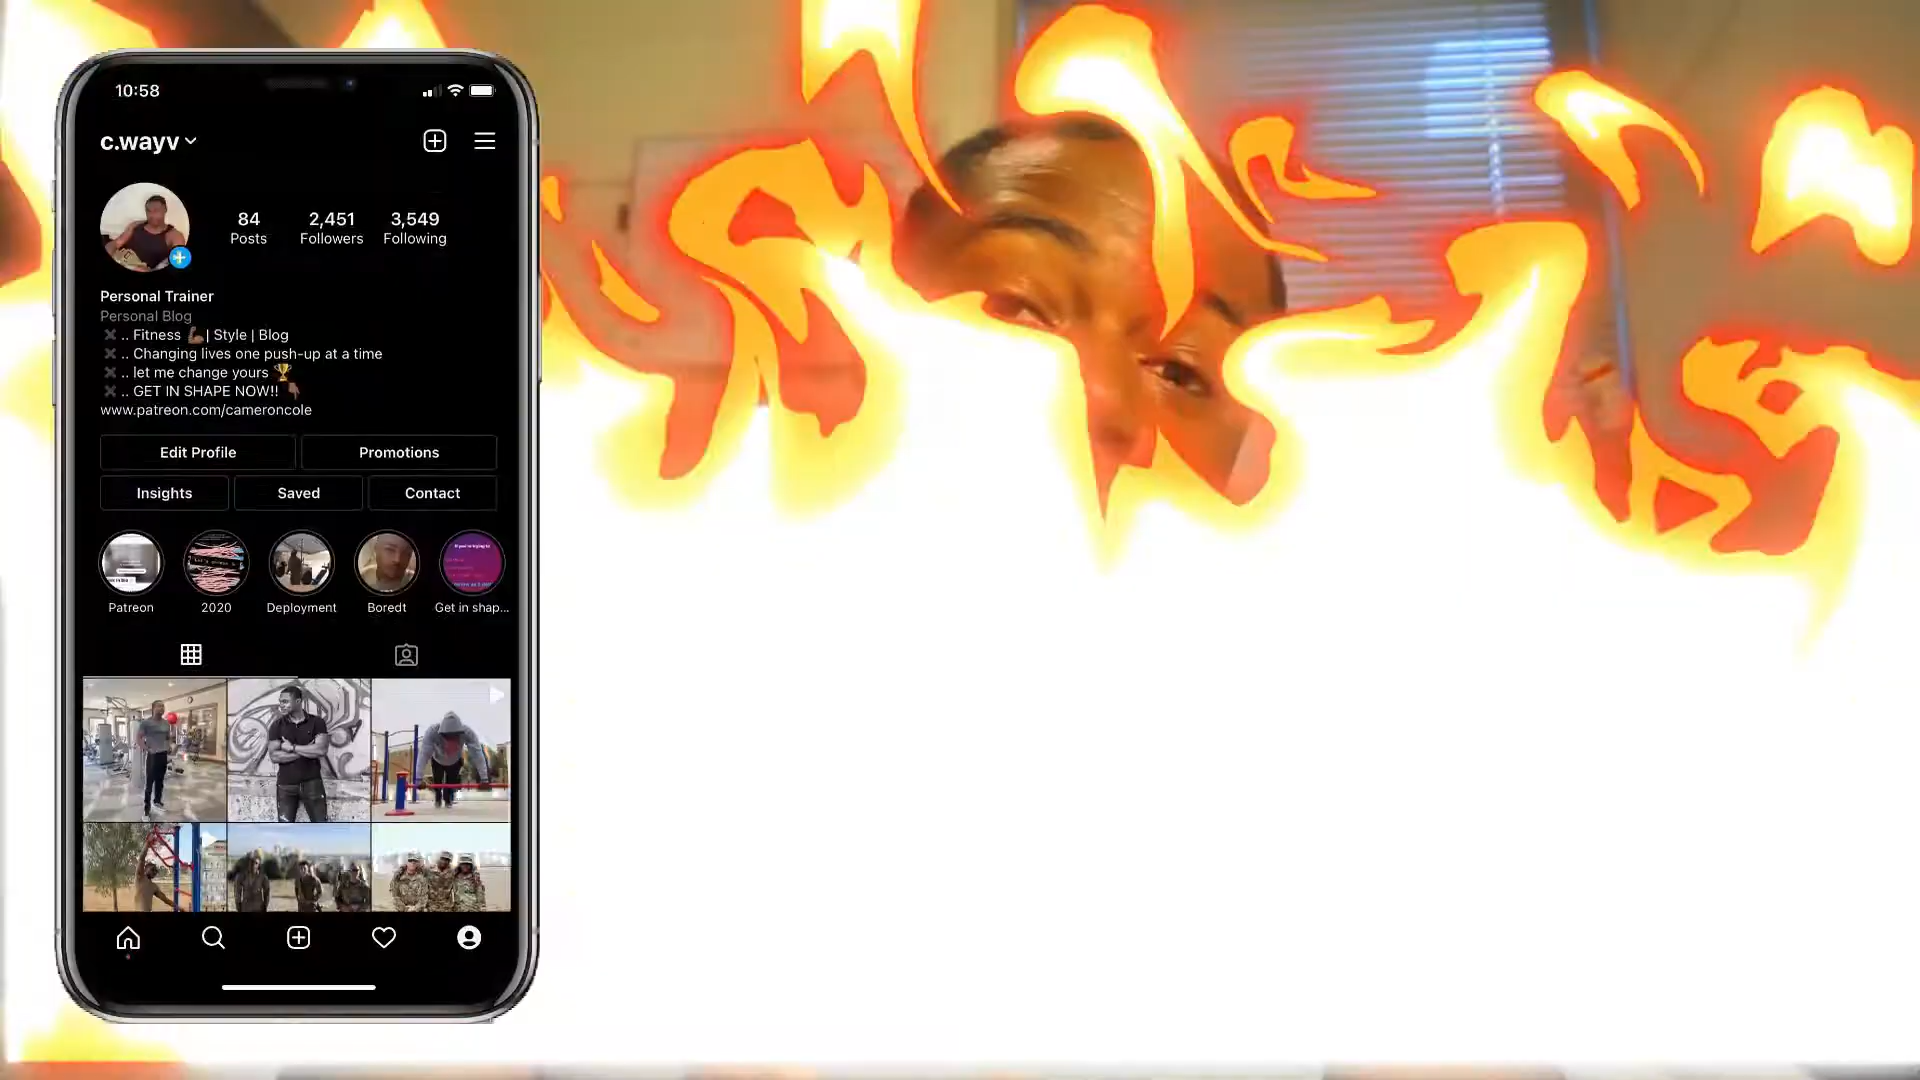 10:58
c.wayv
84 2,451 3,549
Posts Followers Following
Personal Trainer
Personal Blog
✖️.. Fitness 💪🏾| Style | Blog
✖️.. Changing lives one push-up at a time
✖️.. let me change yours 🏆
✖️.. GET IN SHAPE NOW!! 👇🏾
www.patreon.com/cameroncole
Edit Profile Promotions
Insights Saved Contact
Patreon 2020 Deployment Boredt Get in shap...